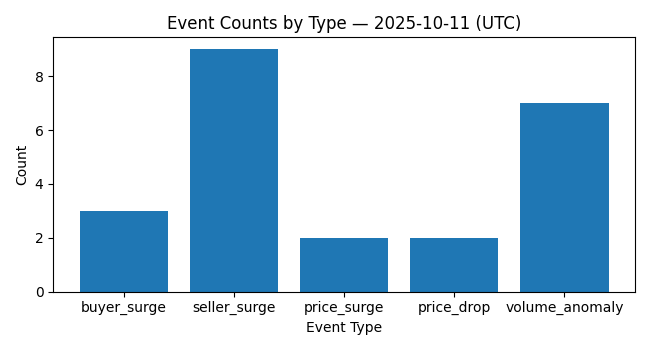 Event Counts by Type — 2025-10-11 (UTC)
Count
8
6
4
2
0
buyer_surge seller_surge price_surge price_drop volume_anomaly
Event Type